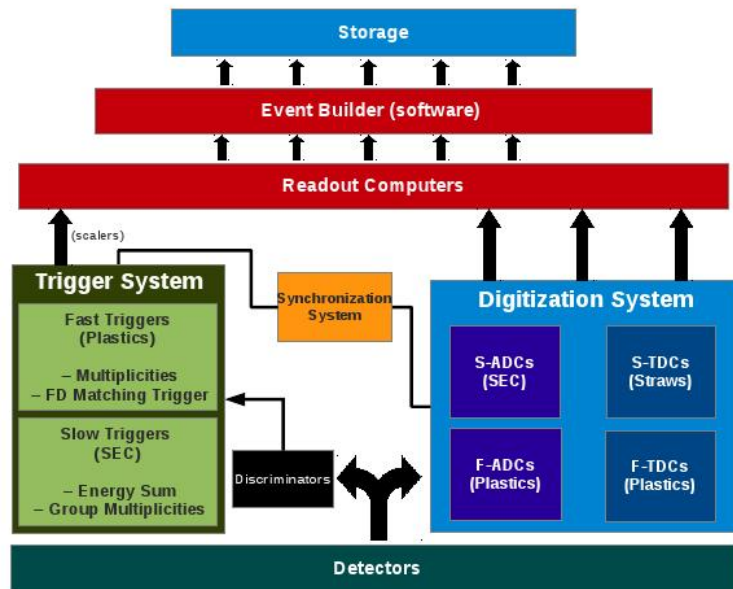 Storage
Event Builder (software)
Readout Computers
(scalers)
Trigger System
Fast Triggers
(Plastics)
– Multiplicities
– FD Matching Trigger
Slow Triggers
(SEC)
– Energy Sum
– Group Multiplicities
Synchronization
System
Discriminators
Digitization System
S-ADCs
(SEC)
S-TDCs
(Straws)
F-ADCs
(Plastics)
F-TDCs
(Plastics)
Detectors